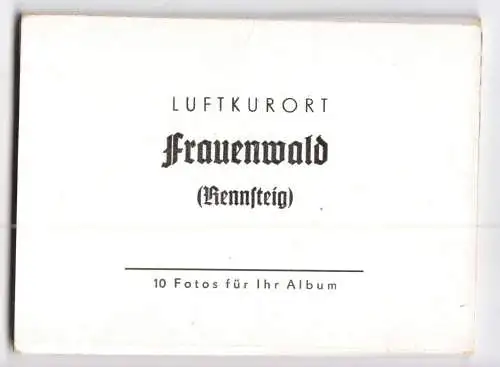 LUFTKURORT
Frauenwald
(Rennſteig)
10 Fotos für Ihr Album